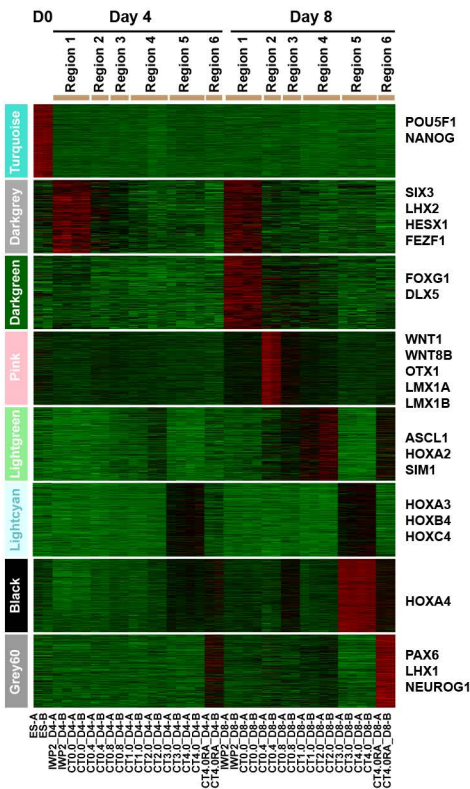 D0 Day 4 Day 8
Region 1 Region 2 Region 3 Region 4 Region 5 Region 6 Region 1 Region 2 Region 3 Region 4 Region 5 Region 6
Turquoise
POU5F1
NANOG
Darkgrey
SIX3
LHX2
HESX1
FEZF1
Darkgreen
FOXG1
DLX5
Pink
WNT1
WNT8B
OTX1
LMX1A
LMX1B
Lightgreen
ASCL1
HOXA2
SIM1
Lightcyan
HOXA3
HOXB4
HOXC4
Black
HOXA4
Grey60
PAX6
LHX1
NEUROG1
ES-A
ES-B
IWP2_D4-A
IWP2_D4-B
CT0.0_D4-A
CT0.0_D4-B
CT0.4_D4-A
CT0.4_D4-B
CT0.8_D4-A
CT0.8_D4-B
CT1.0_D4-A
CT1.0_D4-B
CT2.0_D4-A
CT2.0_D4-B
CT3.0_D4-A
CT3.0_D4-B
CT4.0_D4-A
CT4.0_D4-B
CT4.0RA_D4-A
CT4.0RA_D4-B
IWP2_D8-A
IWP2_D8-B
CT0.0_D8-A
CT0.0_D8-B
CT0.4_D8-A
CT0.4_D8-B
CT0.8_D8-A
CT0.8_D8-B
CT1.0_D8-A
CT1.0_D8-B
CT2.0_D8-A
CT2.0_D8-B
CT3.0_D8-A
CT3.0_D8-B
CT4.0_D8-A
CT4.0_D8-B
CT4.0RA_D8-A
CT4.0RA_D8-B